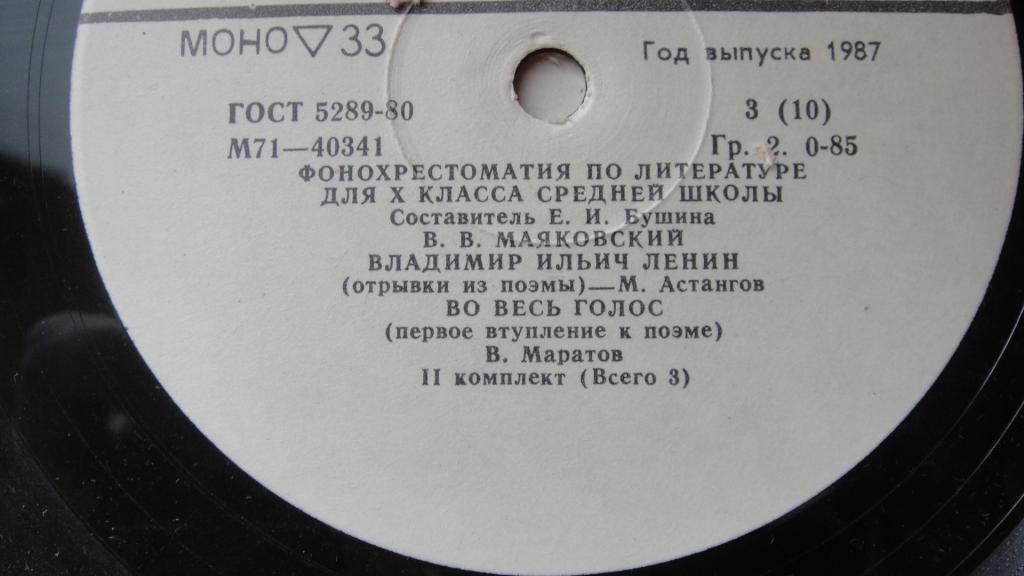 МОНО ▽ 33 Год выпуска 1987
ГОСТ 5289-80 3 (10)
М71—40341 Гр. 2. 0-85
ФОНОХРЕСТОМАТИЯ ПО ЛИТЕРАТУРЕ
ДЛЯ X КЛАССА СРЕДНЕЙ ШКОЛЫ
Составитель Е. И. Бушина
В. В. МАЯКОВСКИЙ
ВЛАДИМИР ИЛЬИЧ ЛЕНИН
(отрывки из поэмы)—М. Астангов
ВО ВЕСЬ ГОЛОС
(первое втупление к поэме)
В. Маратов
II комплект (Всего 3)